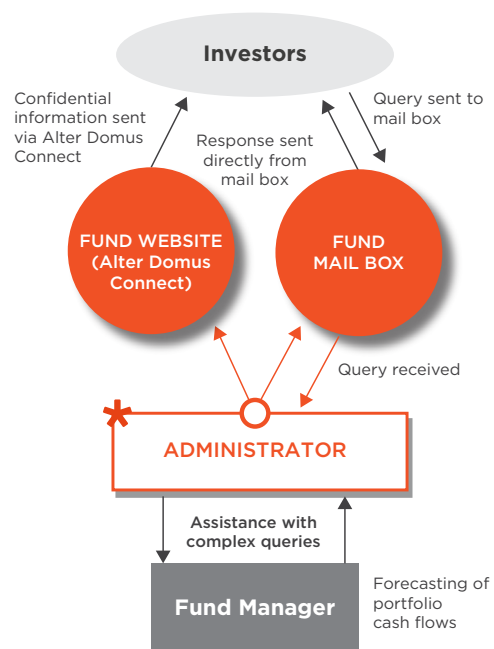 Investors
Confidential
information sent
via Alter Domus
Connect
Response sent
directly from
mail box
Query sent to
mail box
FUND WEBSITE
(Alter Domus
Connect)
FUND
MAIL BOX
Query received
*
ADMINISTRATOR
Assistance with
complex queries
Fund Manager
Forecasting of
portfolio
cash flows